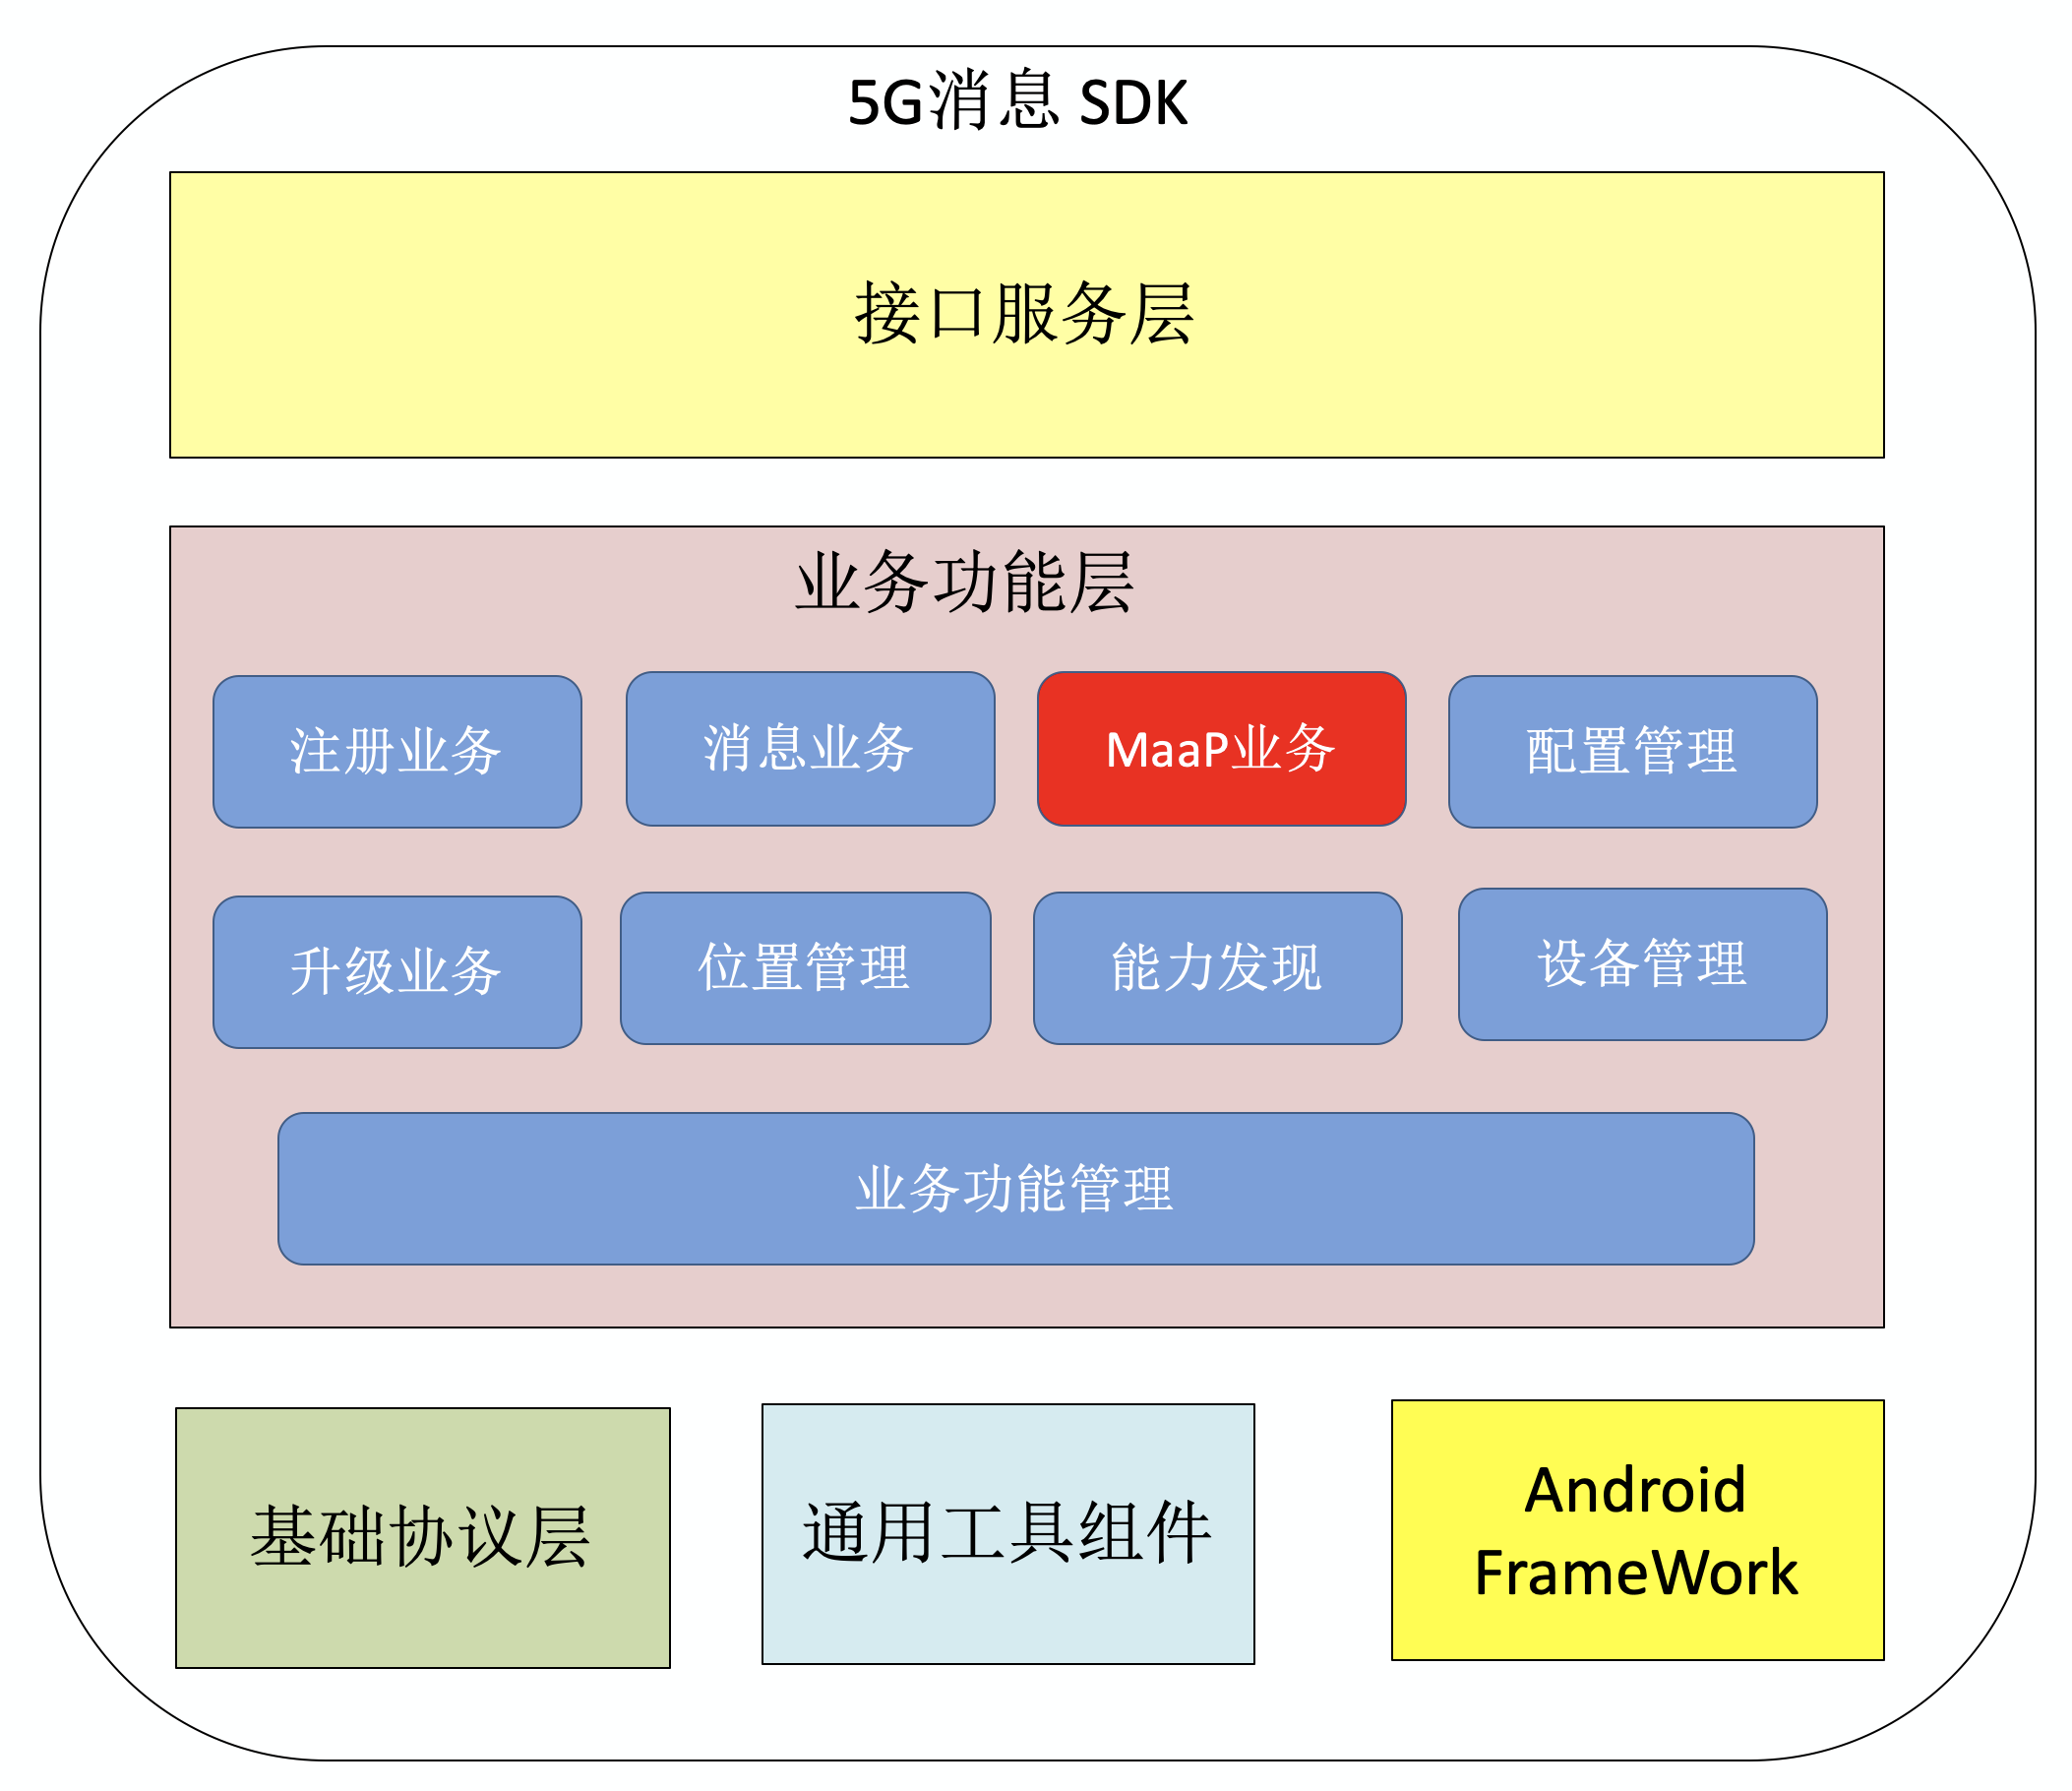 5G消息 SDK
接口服务层
业务功能层
注册业务
消息业务
MaaP业务
配置管理
升级业务
位置管理
能力发现
设备管理
业务功能管理
基础协议层
通用工具组件
Android
FrameWork